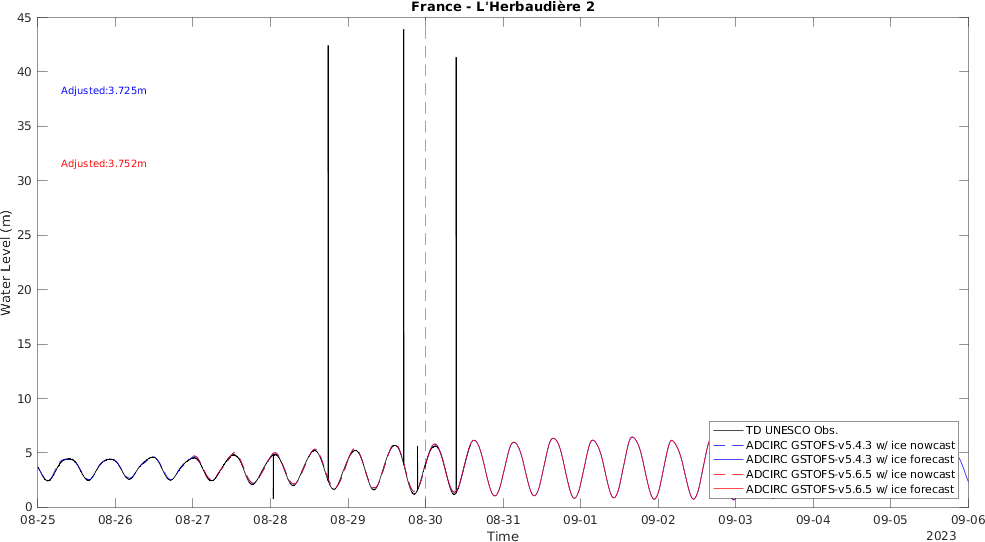 France - L'Herbaudière 2
45
40
35
30
25
20
15
10
5
0
Water Level (m)
Adjusted:3.725m
Adjusted:3.752m
TD UNESCO Obs.
ADCIRC GSTOFS-v5.4.3 w/ ice nowcast
ADCIRC GSTOFS-v5.4.3 w/ ice forecast
ADCIRC GSTOFS-v5.6.5 w/ ice nowcast
ADCIRC GSTOFS-v5.6.5 w/ ice forecast
08-25 08-26 08-27 08-28 08-29 08-30 08-31 09-01 09-02 09-03 09-04 09-05 09-06
Time
2023